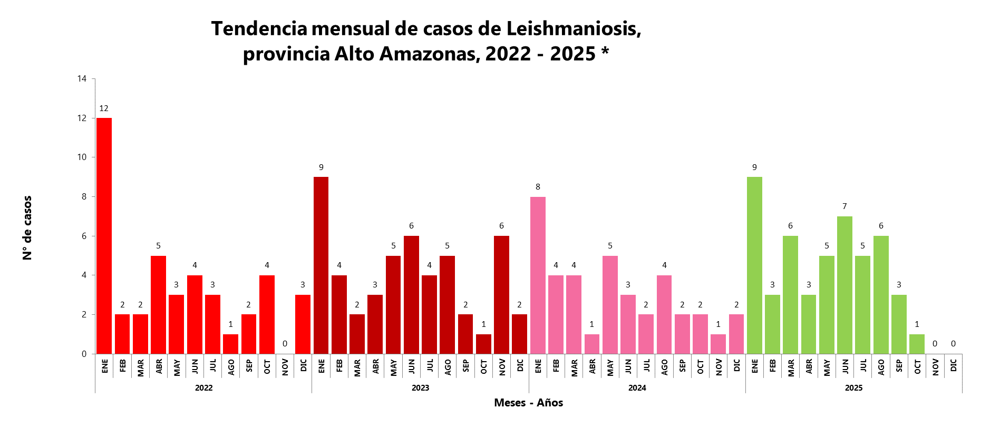 Tendencia mensual de casos de Leishmaniosis,
provincia Alto Amazonas, 2022 - 2025 *
N° de casos
14
12
10
8
6
4
2
0
12 2 2 5 3 4 3 1 2 4 0 3 9 4 2 3 5 6 4 5 2 1 6 2 8 4 4 1 5 3 2 4 2 2 1 2 9 3 6 3 5 7 5 6 3 1 0 0
ENE FEB MAR ABR MAY JUN JUL AGO SEP OCT NOV DIC ENE FEB MAR ABR MAY JUN JUL AGO SEP OCT NOV DIC ENE FEB MAR ABR MAY JUN JUL AGO SEP OCT NOV DIC ENE FEB MAR ABR MAY JUN JUL AGO SEP OCT NOV DIC
2022 2023 2024 2025
Meses - Años